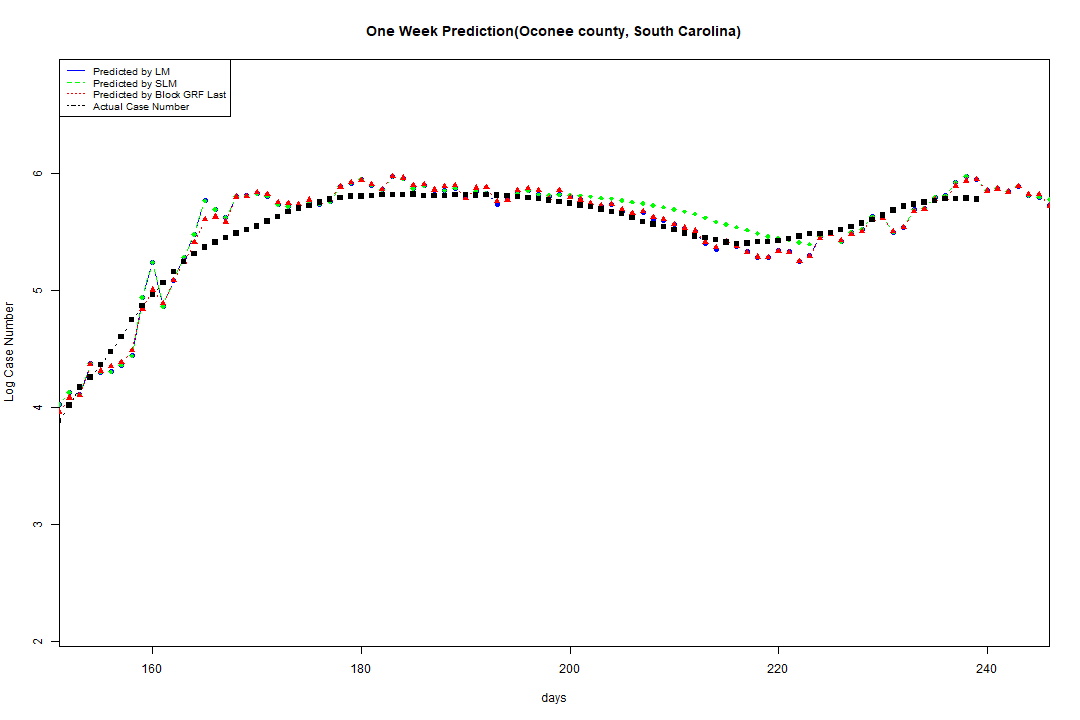 One Week Prediction(Oconee county, South Carolina)
Predicted by LM
Predicted by SLM
Predicted by Block GRF Last
Actual Case Number
Log Case Number
6
5
4
3
2
160 180 200 220 240
days